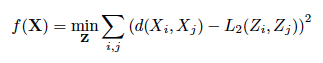 f(X) = min_Z ∑_{i,j} (d(X_i, X_j) − L_2(Z_i, Z_j))^2